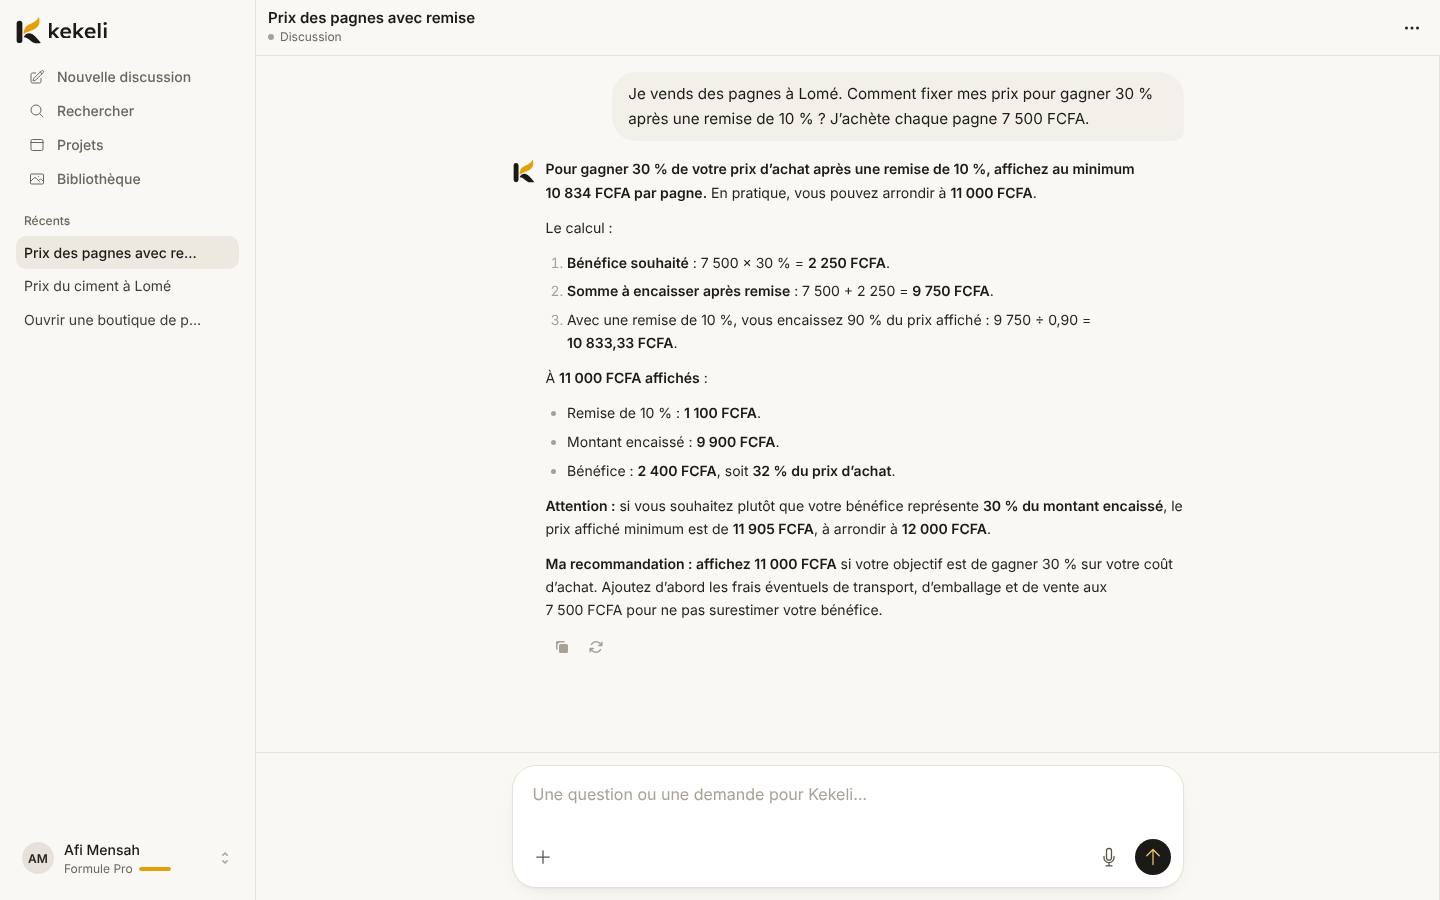 kekeli
Nouvelle discussion
Rechercher
Projets
Bibliothèque
Récents
Prix des pagnes avec re...
Prix du ciment à Lomé
Ouvrir une boutique de p...
AM
Afi Mensah
Formule Pro
Prix des pagnes avec remise
Discussion
Je vends des pagnes à Lomé. Comment fixer mes prix pour gagner 30 %
après une remise de 10 % ? J’achète chaque pagne 7 500 FCFA.
Pour gagner 30 % de votre prix d’achat après une remise de 10 %, affichez au minimum
10 834 FCFA par pagne. En pratique, vous pouvez arrondir à 11 000 FCFA.
Le calcul :
1. Bénéfice souhaité : 7 500 × 30 % = 2 250 FCFA.
2. Somme à encaisser après remise : 7 500 + 2 250 = 9 750 FCFA.
3. Avec une remise de 10 %, vous encaissez 90 % du prix affiché : 9 750 ÷ 0,90 =
10 833,33 FCFA.
À 11 000 FCFA affichés :
• Remise de 10 % : 1 100 FCFA.
• Montant encaissé : 9 900 FCFA.
• Bénéfice : 2 400 FCFA, soit 32 % du prix d’achat.
Attention : si vous souhaitez plutôt que votre bénéfice représente 30 % du montant encaissé, le
prix affiché minimum est de 11 905 FCFA, à arrondir à 12 000 FCFA.
Ma recommandation : affichez 11 000 FCFA si votre objectif est de gagner 30 % sur votre coût
d’achat. Ajoutez d’abord les frais éventuels de transport, d’emballage et de vente aux
7 500 FCFA pour ne pas surestimer votre bénéfice.
Une question ou une demande pour Kekeli...